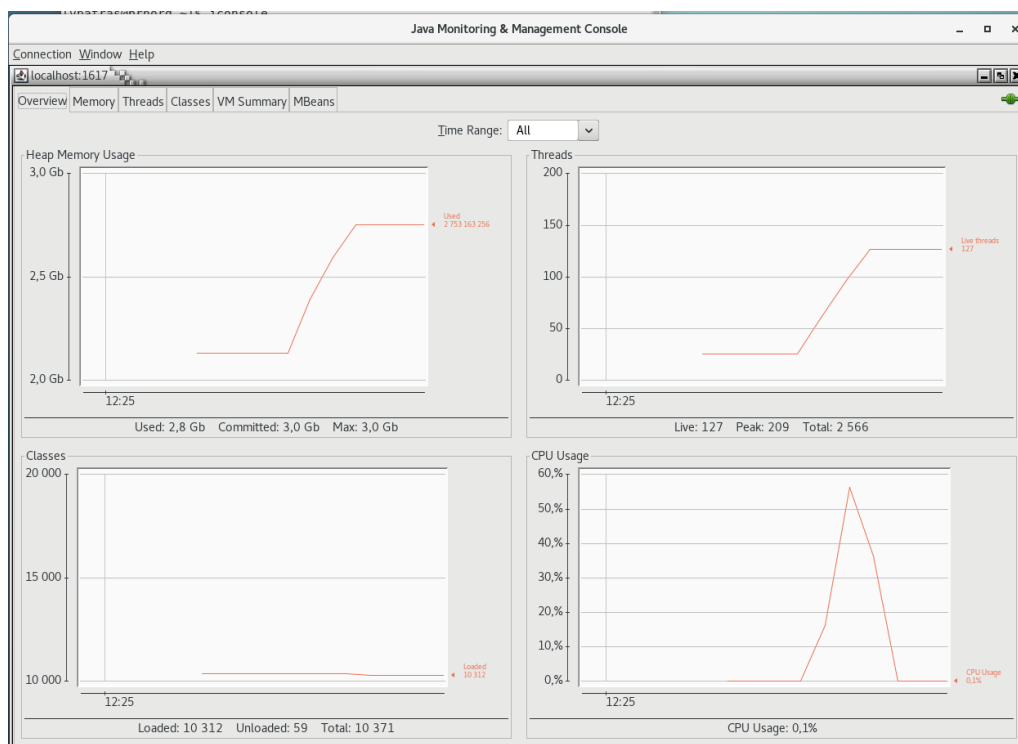 Java Monitoring & Management Console
Connection Window Help
localhost:1617
Overview Memory Threads Classes VM Summary MBeans
Time Range: All
Heap Memory Usage
3,0 Gb
2,5 Gb
2,0 Gb
Used
2 753 163 256
12:25
Used: 2,8 Gb Committed: 3,0 Gb Max: 3,0 Gb
Threads
200
150
100
50
0
Live threads
127
12:25
Live: 127 Peak: 209 Total: 2 566
Classes
20 000
15 000
10 000
Loaded
10 312
12:25
Loaded: 10 312 Unloaded: 59 Total: 10 371
CPU Usage
60,%
50,%
40,%
30,%
20,%
10,%
0,%
CPU Usage
0,1%
12:25
CPU Usage: 0,1%